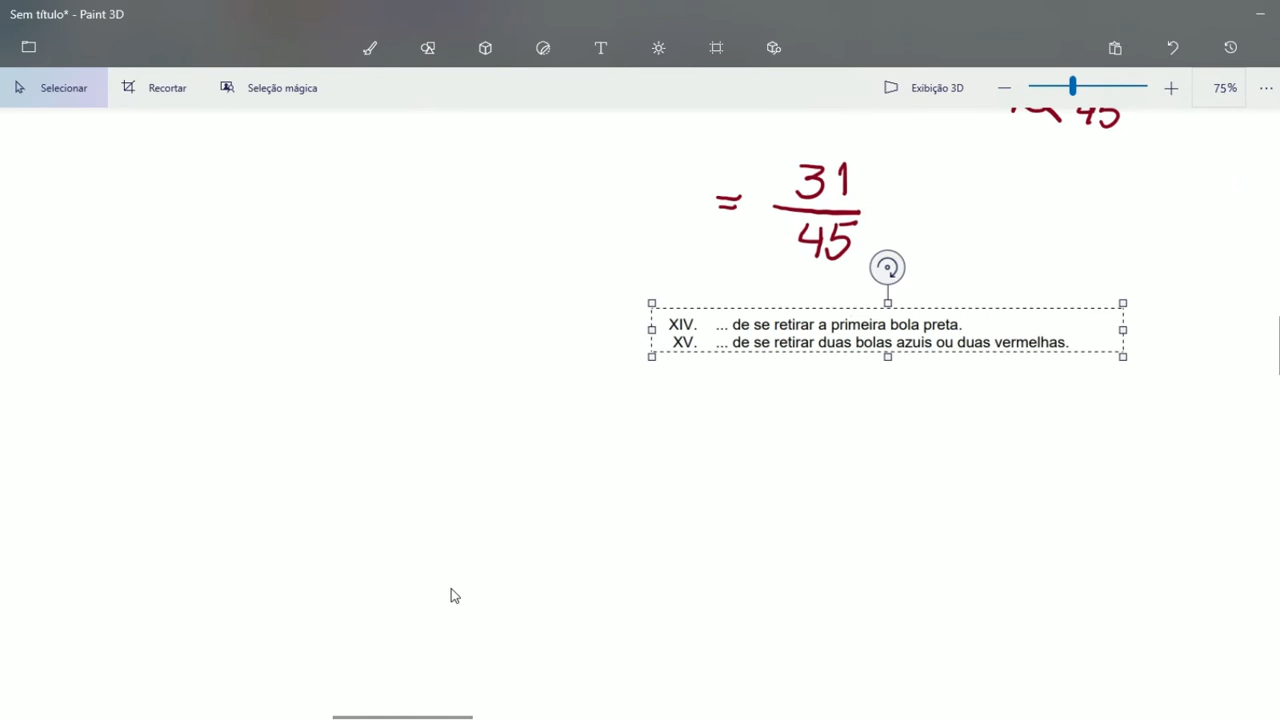 Sem título* - Paint 3D
Selecionar
Recortar
Seleção mágica
Exibição 3D
75%
45
= 31
45
XIV. ... de se retirar a primeira bola preta.
XV. ... de se retirar duas bolas azuis ou duas vermelhas.